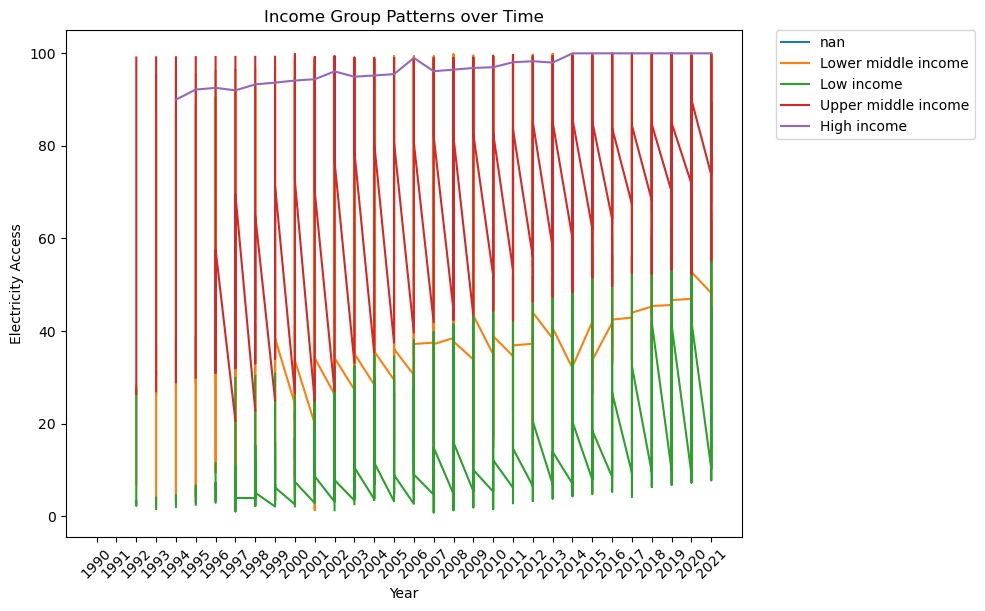 Income Group Patterns over Time
nan
Lower middle income
Low income
Upper middle income
High income
Electricity Access
100
80
60
40
20
0
1990 1991 1992 1993 1994 1995 1996 1997 1998 1999 2000 2001 2002 2003 2004 2005 2006 2007 2008 2009 2010 2011 2012 2013 2014 2015 2016 2017 2018 2019 2020 2021
Year